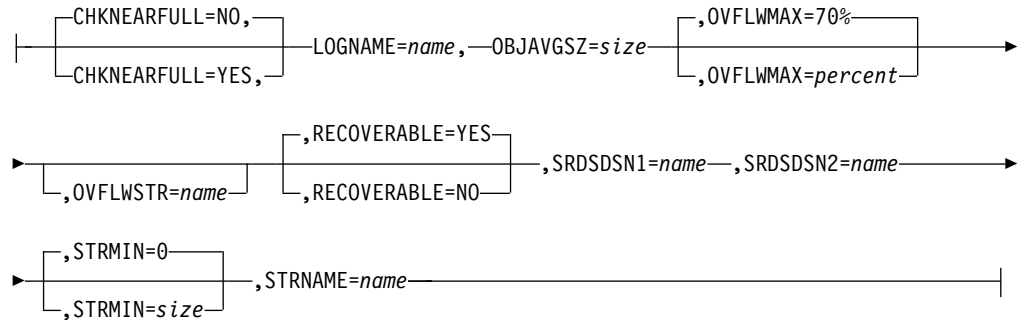 CHKNEARFULL=NO, ,OVFLWMAX=70%
LOGNAME=name, OBJAVGSZ=size
CHKNEARFULL=YES, ,OVFLWMAX=percent
,RECOVERABLE=YES
,SRDSDSN1=name ,SRDSDSN2=name
,OVFLWSTR=name ,RECOVERABLE=NO
,STRMIN=0
,STRNAME=name
,STRMIN=size